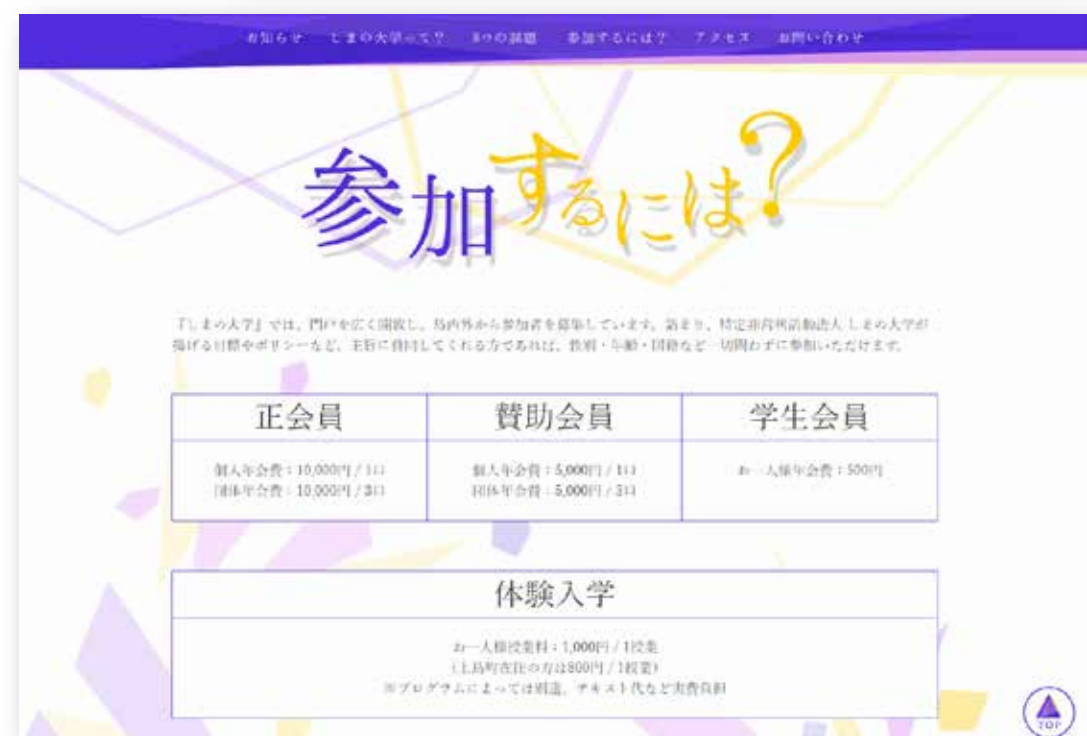 お知らせ しまの大学って？ 8つの課題 参加するには？ アクセス お問い合わせ
参加するには？
『しまの大学』では、門戸を広く開放し、島内外から参加者を募集しています。詰まり、特定非営利活動法人 しまの大学が
掲げる目標やポリシーなど、主旨に賛同してくれる方であれば、性別・年齢・国籍など一切問わずに参加いただけます。
正会員
個人年会費：10,000円 / 1口
団体年会費：10,000円 / 3口
賛助会員
個人年会費：5,000円 / 1口
団体年会費：5,000円 / 3口
学生会員
お一人様年会費：500円
体験入学
お一人様授業料：1,000円 / 1授業
（上島町在住の方は800円 / 1授業）
※プログラムによっては別途、テキスト代など実費負担
TOP